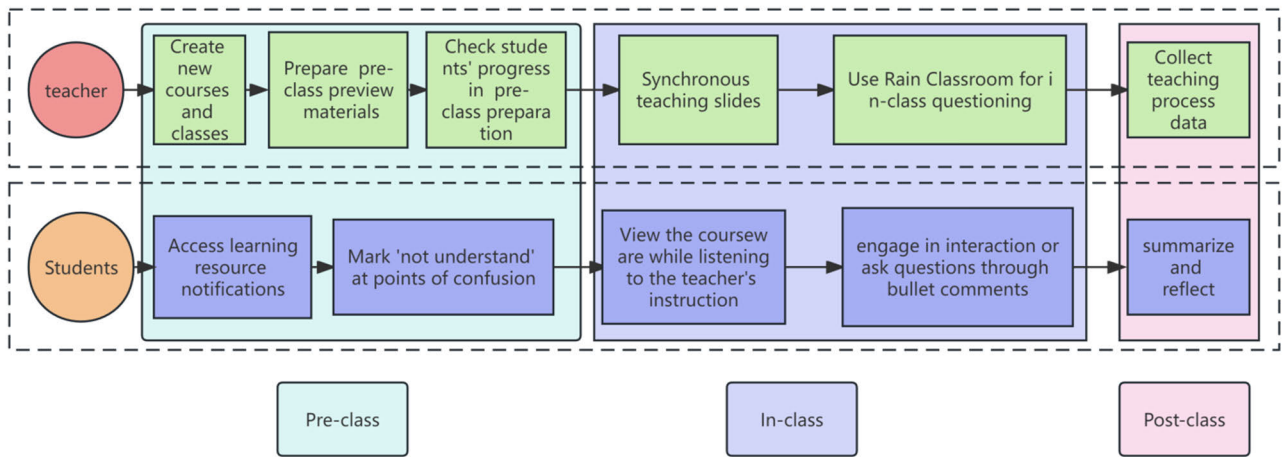 teacher
Create
new
courses
and
classes
Prepare pre-
class preview
materials
Check stude
nts' progress
in pre-
class prepara
tion
Synchronous
teaching slides
Use Rain Classroom for i
n-class questioning
Collect
teaching
process
data
Students
Access learning
resource
notifications
Mark 'not understand'
at points of confusion
View the coursew
are while listening
to the teacher's
instruction
engage in interaction or
ask questions through
bullet comments
summarize
and
reflect
Pre-class
In-class
Post-class